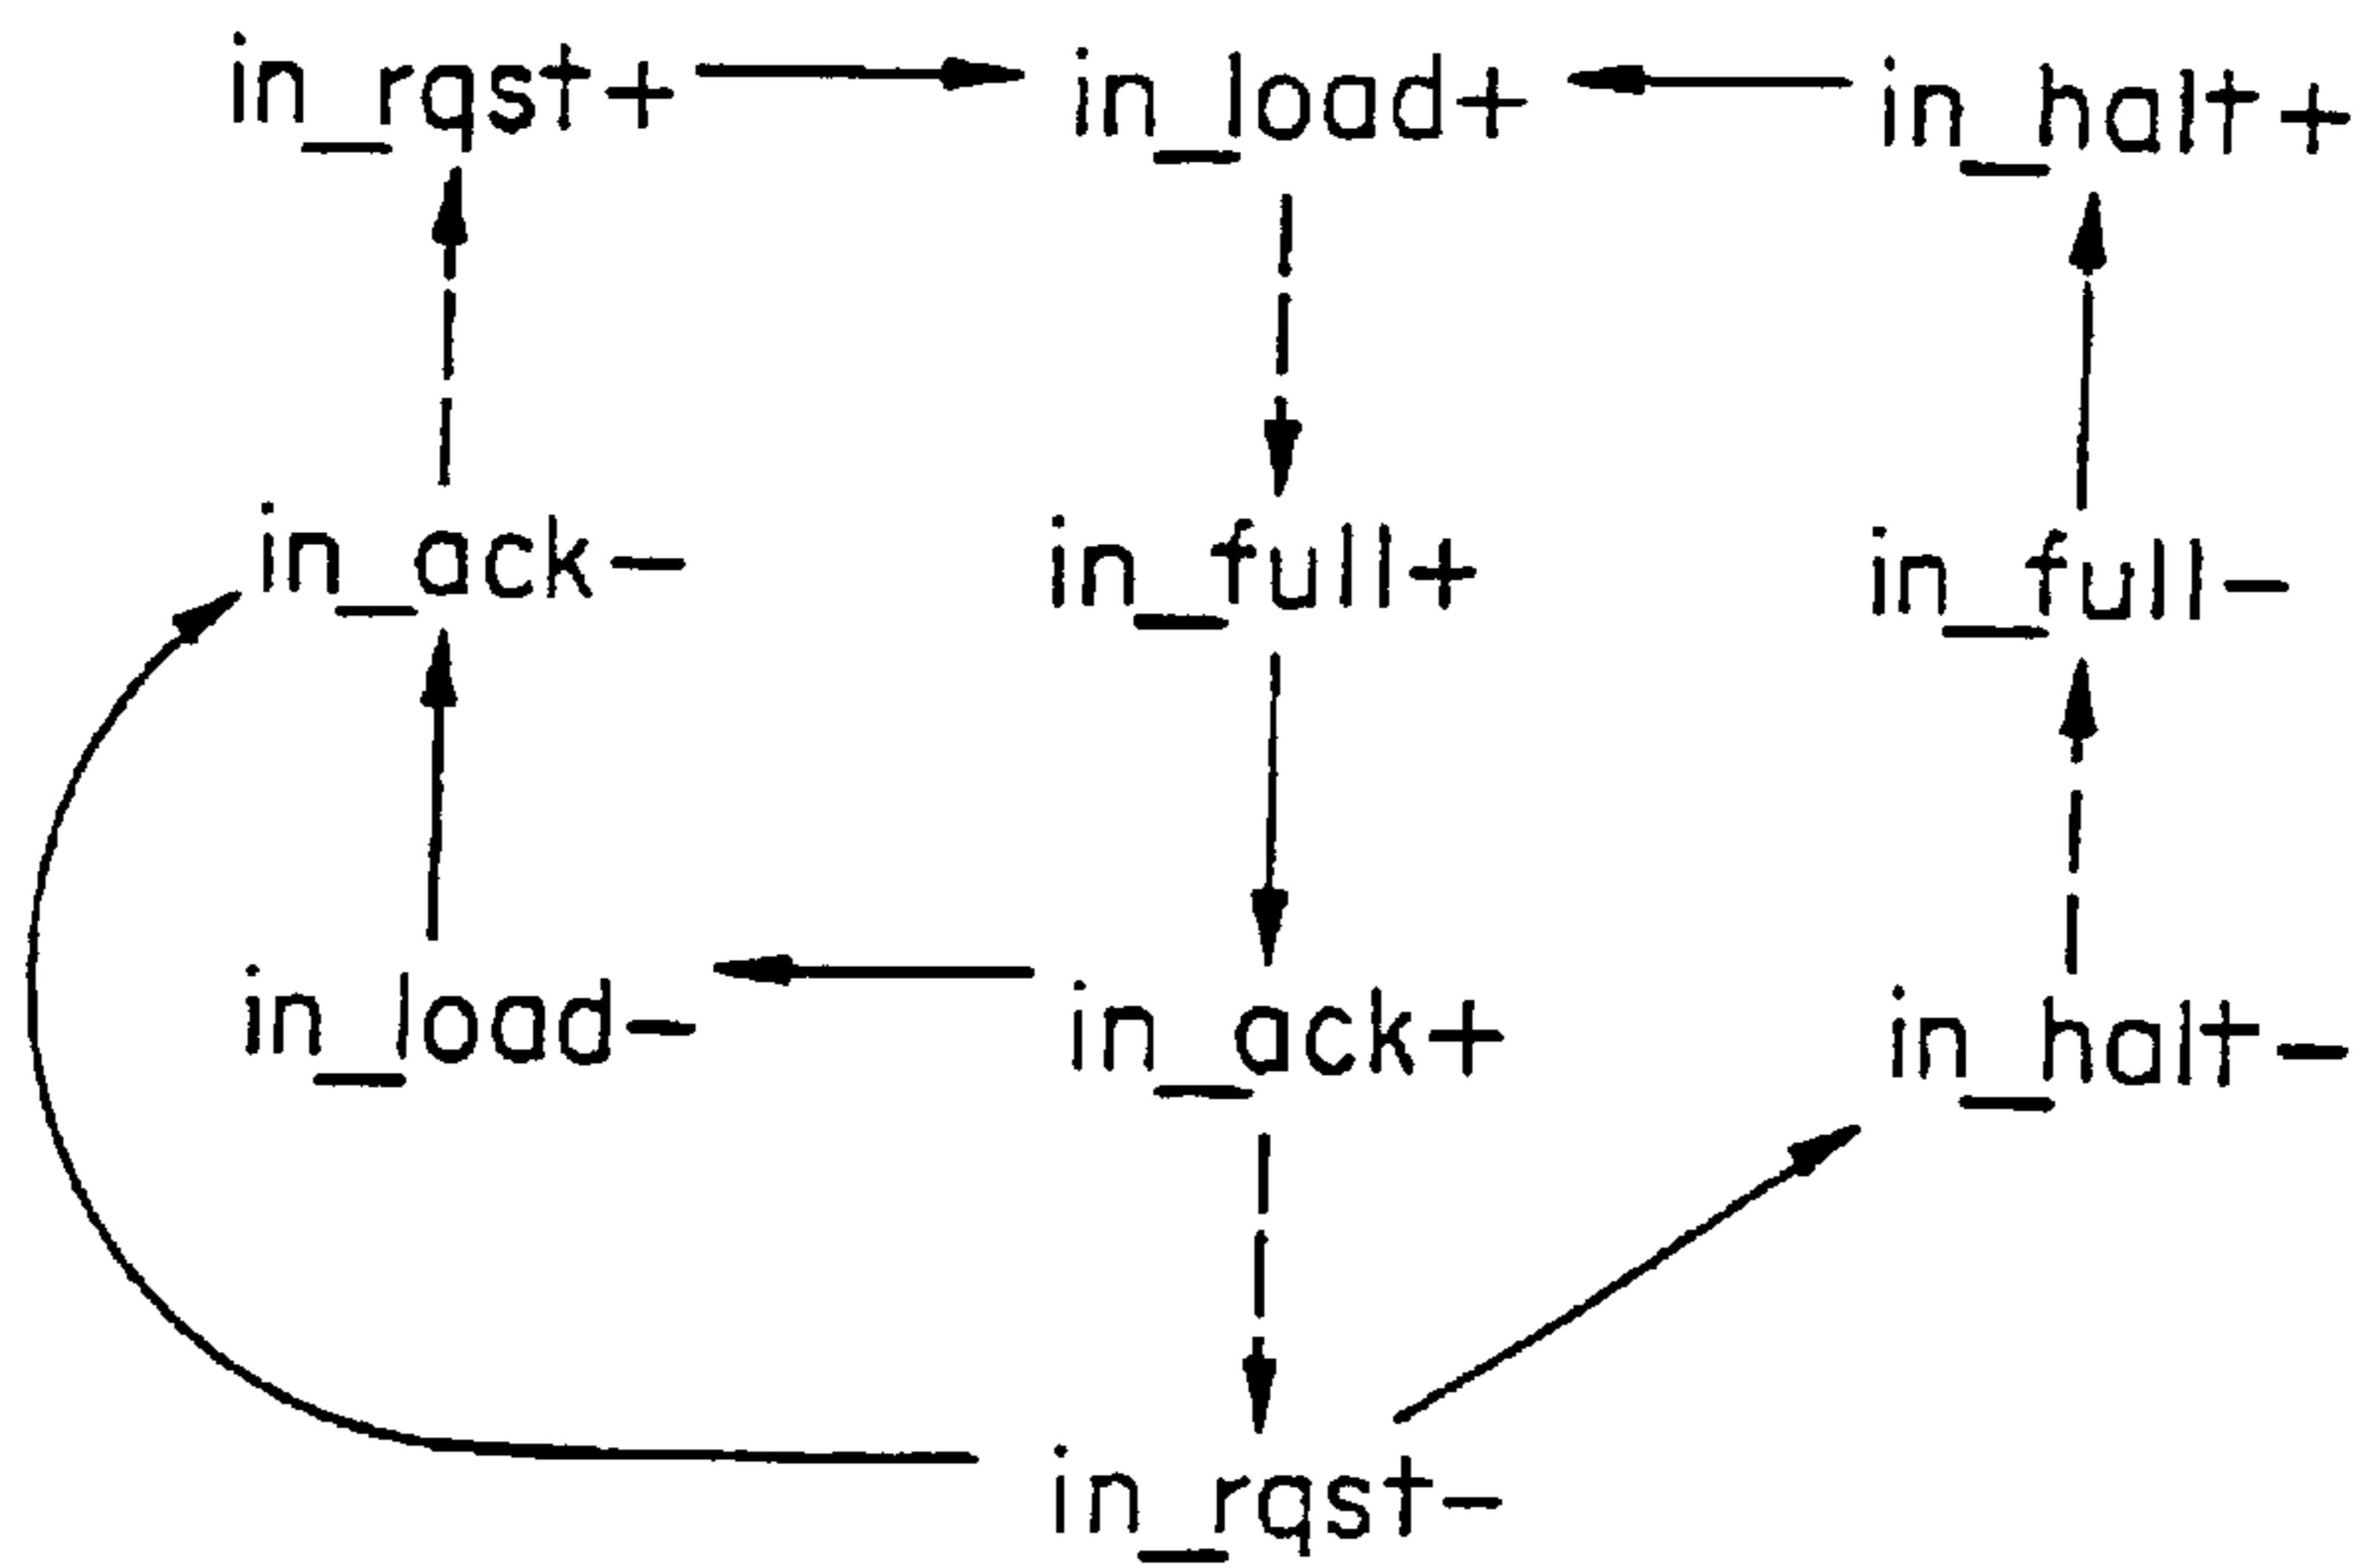 in_rqst+ in_load+ in_halt+
in_ack- in_full+ in_full-
in_load- in_ack+ in_halt-
in_rqst-